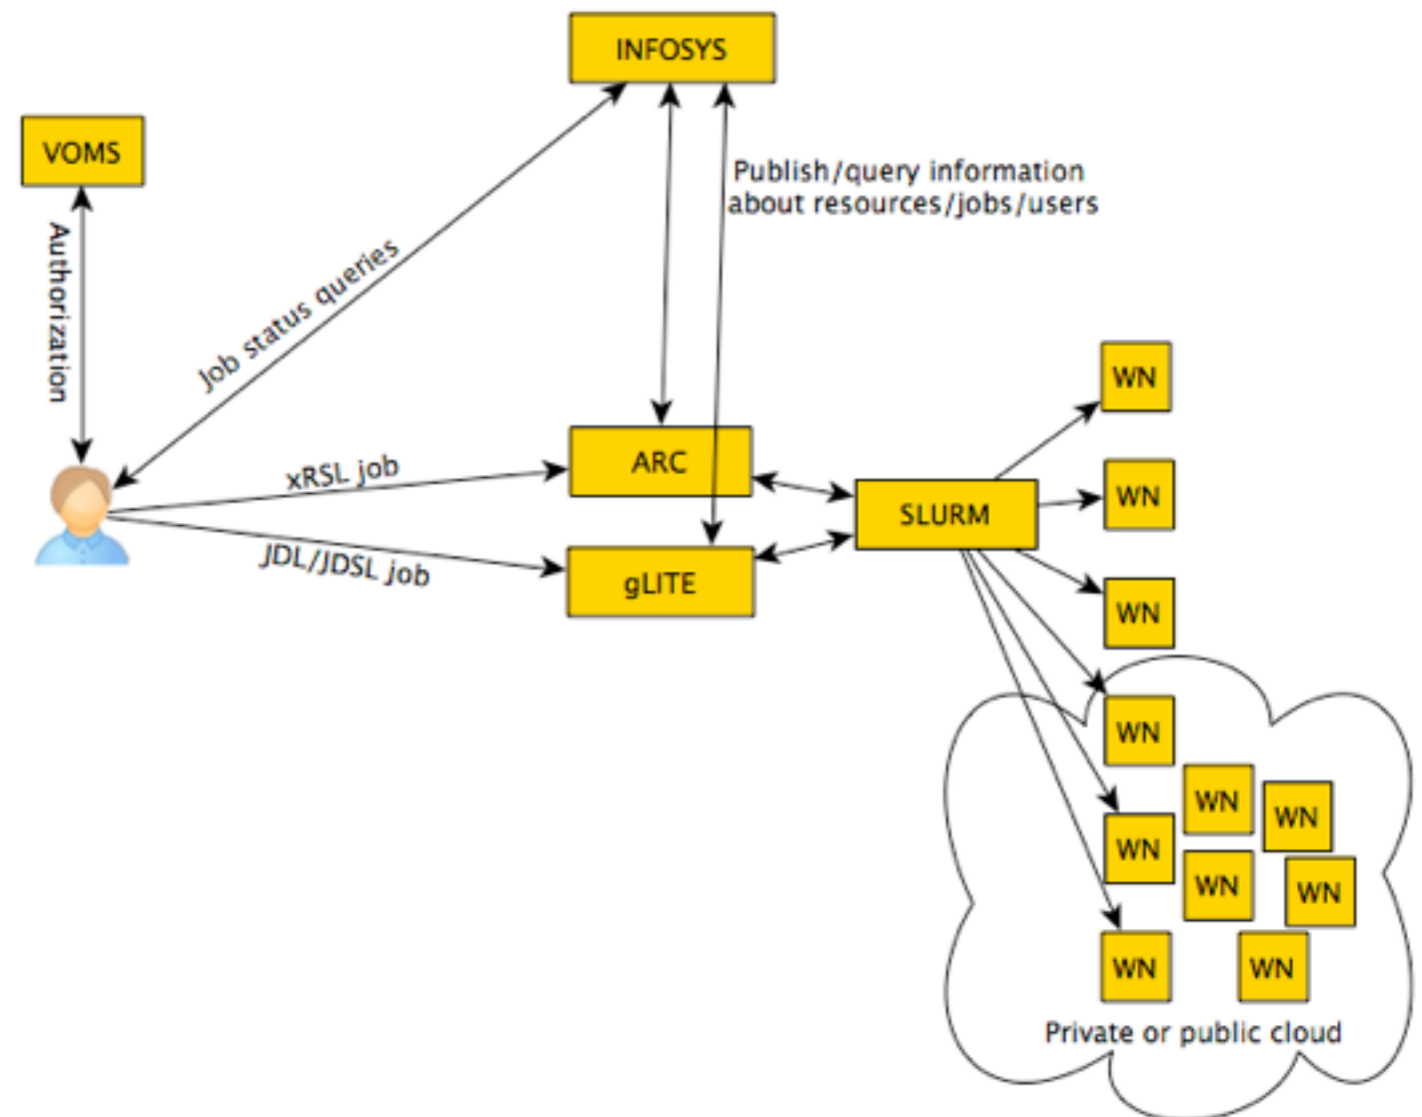 INFOSYS
VOMS
Publish/query information
about resources/jobs/users
Authorization
Job status queries
WN
ARC
xRSL job
WN
SLURM
JDL/JDSL job
gLITE
WN
WN
WN
WN
WN
WN
WN
WN
WN
Private or public cloud